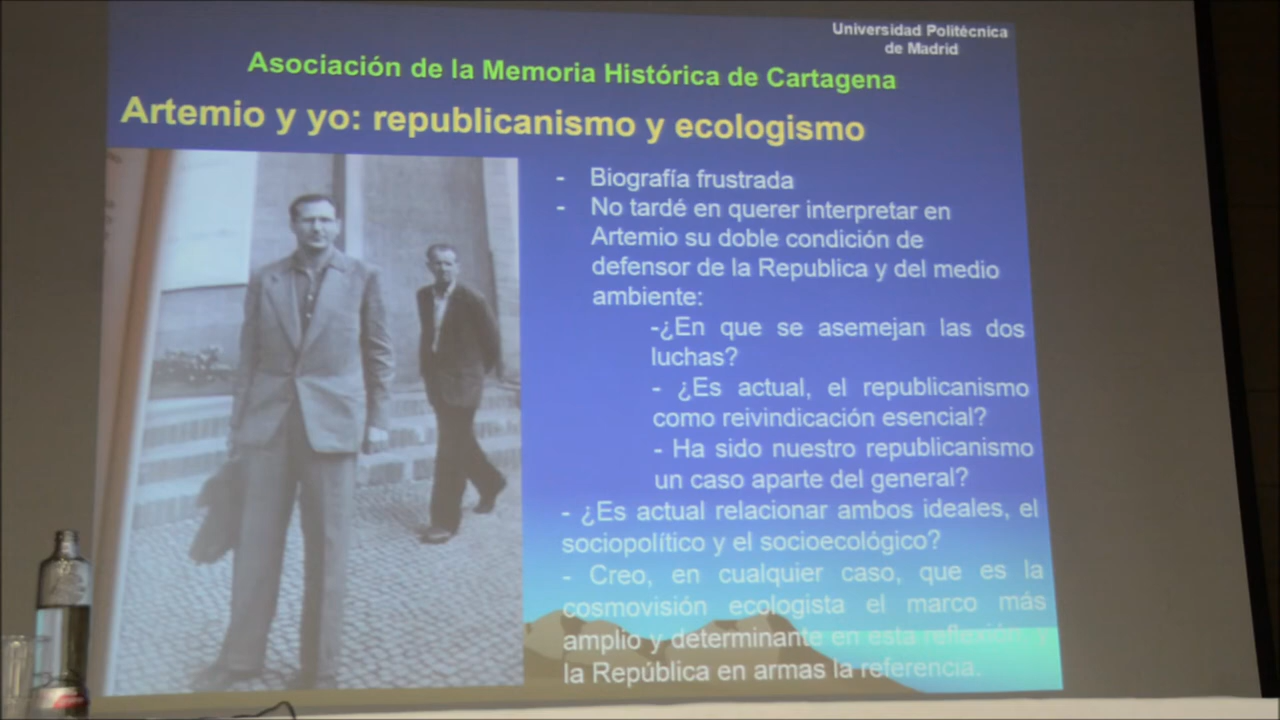 Universidad Politécnica
de Madrid
Asociación de la Memoria Histórica de Cartagena
Artemio y yo: republicanismo y ecologismo
- Biografía frustrada
- No tardé en querer interpretar en
Artemio su doble condición de
defensor de la Republica y del medio
ambiente:
-¿En que se asemejan las dos
luchas?
- ¿Es actual, el republicanismo
como reivindicación esencial?
- Ha sido nuestro republicanismo
un caso aparte del general?
- ¿Es actual relacionar ambos ideales, el
sociopolítico y el socioecológico?
- Creo, en cualquier caso, que es la
cosmovisión ecologista el marco más
amplio y determinante en esta reflexión, y
la República en armas la referencia.